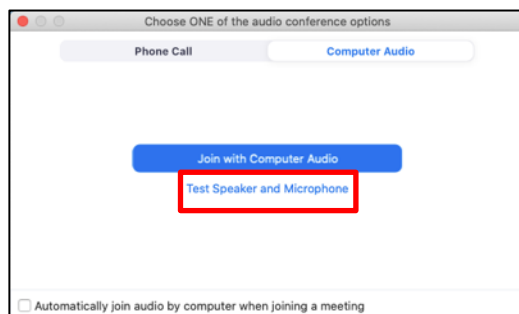 Choose ONE of the audio conference options
Phone Call
Computer Audio
Join with Computer Audio
Test Speaker and Microphone
Automatically join audio by computer when joining a meeting